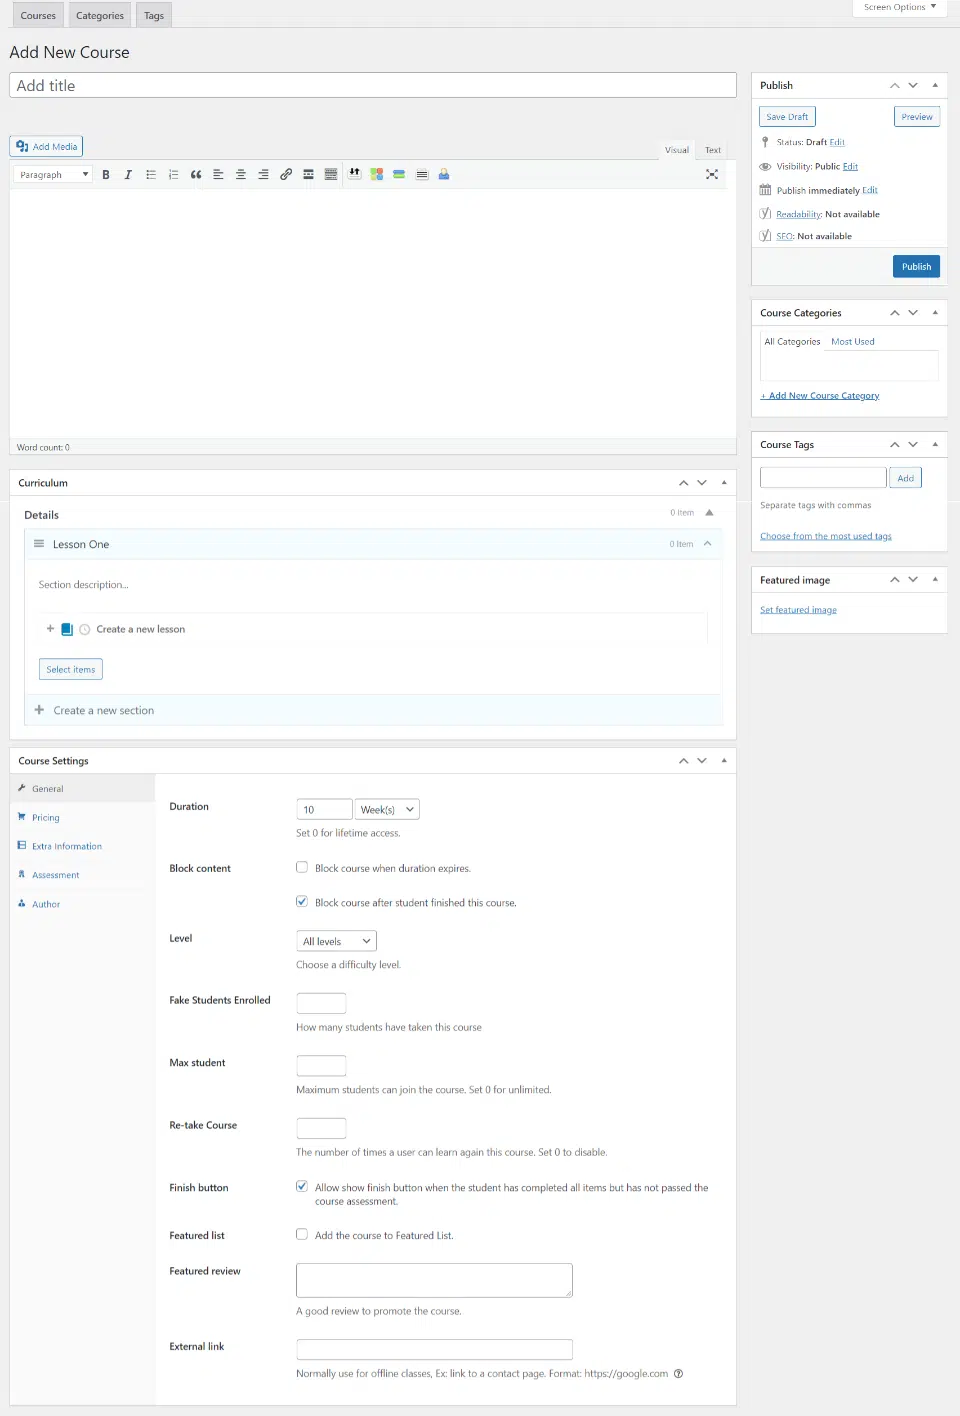 Courses
Categories
Tags
Screen Options
Add New Course
Add title
Add Media
Visual
Text
Paragraph
B
I
Word count: 0
Curriculum
Details
0 Item
Lesson One
0 Item
Section description...
Create a new lesson
Select items
Create a new section
Course Settings
General
Pricing
Extra Information
Assessment
Author
Duration
10
Week(s)
Set 0 for lifetime access.
Block content
Block course when duration expires.
Block course after student finished this course.
Level
All levels
Choose a difficulty level.
Fake Students Enrolled
How many students have taken this course
Max student
Maximum students can join the course. Set 0 for unlimited.
Re-take Course
The number of times a user can learn again this course. Set 0 to disable.
Finish button
Allow show finish button when the student has completed all items but has not passed the
course assessment.
Featured list
Add the course to Featured List.
Featured review
A good review to promote the course.
External link
Normally use for offline classes, Ex: link to a contact page. Format: https://google.com
Publish
Save Draft
Preview
Status: Draft Edit
Visibility: Public Edit
Publish immediately Edit
Readability: Not available
SEO: Not available
Publish
Course Categories
All Categories
Most Used
+ Add New Course Category
Course Tags
Add
Separate tags with commas
Choose from the most used tags
Featured image
Set featured image